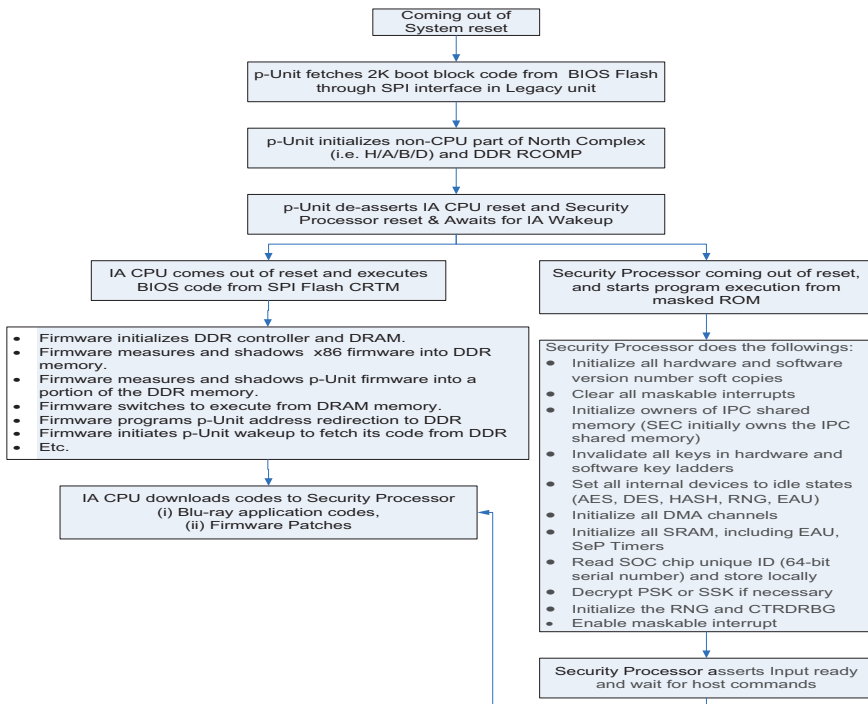 Coming out of
System reset
p-Unit fetches 2K boot block code from BIOS Flash
through SPI interface in Legacy unit
p-Unit initializes non-CPU part of North Complex
(i.e. H/A/B/D) and DDR RCOMP
p-Unit de-asserts IA CPU reset and Security
Processor reset & Awaits for IA Wakeup
IA CPU comes out of reset and executes
BIOS code from SPI Flash CRTM
• Firmware initializes DDR controller and DRAM.
• Firmware measures and shadows x86 firmware into DDR
memory.
• Firmware measures and shadows p-Unit firmware into a
portion of the DDR memory.
• Firmware switches to execute from DRAM memory.
• Firmware programs p-Unit address redirection to DDR
• Firmware initiates p-Unit wakeup to fetch its code from DDR
• Etc.
IA CPU downloads codes to Security Processor
(i) Blu-ray application codes,
(ii) Firmware Patches
Security Processor coming out of reset,
and starts program execution from
masked ROM
Security Processor does the followings:
• Initialize all hardware and software
version number soft copies
• Clear all maskable interrupts
• Initialize owners of IPC shared
memory (SEC initially owns the IPC
shared memory)
• Invalidate all keys in hardware and
software key ladders
• Set all internal devices to idle states
(AES, DES, HASH, RNG, EAU)
• Initialize all DMA channels
• Initialize all SRAM, including EAU,
SeP Timers
• Read SOC chip unique ID (64-bit
serial number) and store locally
• Decrypt PSK or SSK if necessary
• Initialize the RNG and CTRDRBG
• Enable maskable interrupt
Security Processor asserts Input ready
and wait for host commands